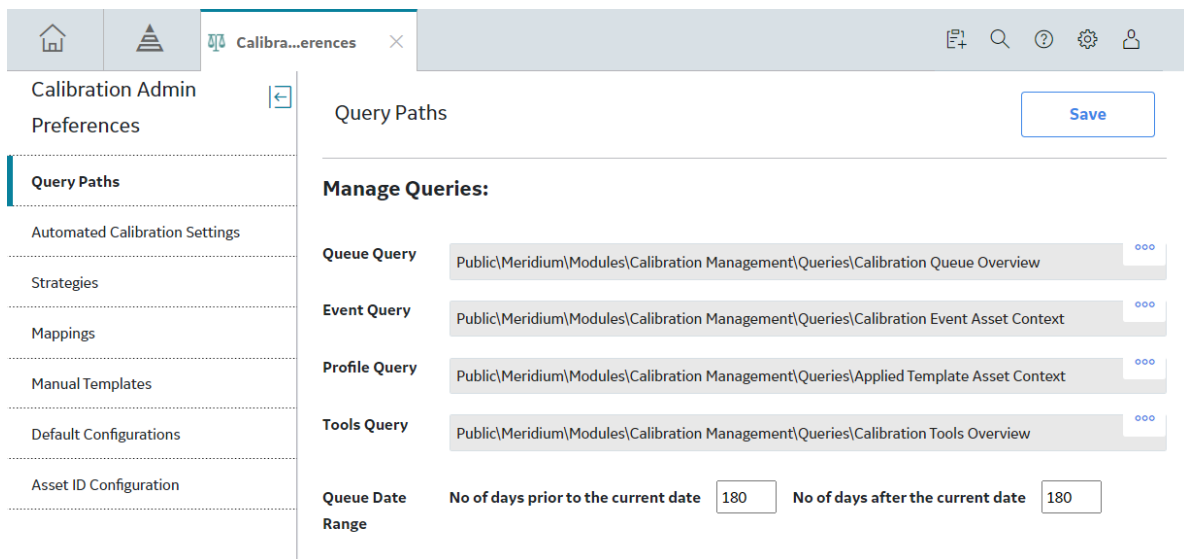 Calibra...erences
Calibration Admin
Preferences
Query Paths
Automated Calibration Settings
Strategies
Mappings
Manual Templates
Default Configurations
Asset ID Configuration
Query Paths
Save
Manage Queries:
Queue Query
Public\Meridium\Modules\Calibration Management\Queries\Calibration Queue Overview
Event Query
Public\Meridium\Modules\Calibration Management\Queries\Calibration Event Asset Context
Profile Query
Public\Meridium\Modules\Calibration Management\Queries\Applied Template Asset Context
Tools Query
Public\Meridium\Modules\Calibration Management\Queries\Calibration Tools Overview
Queue Date
Range
No of days prior to the current date 180 No of days after the current date 180